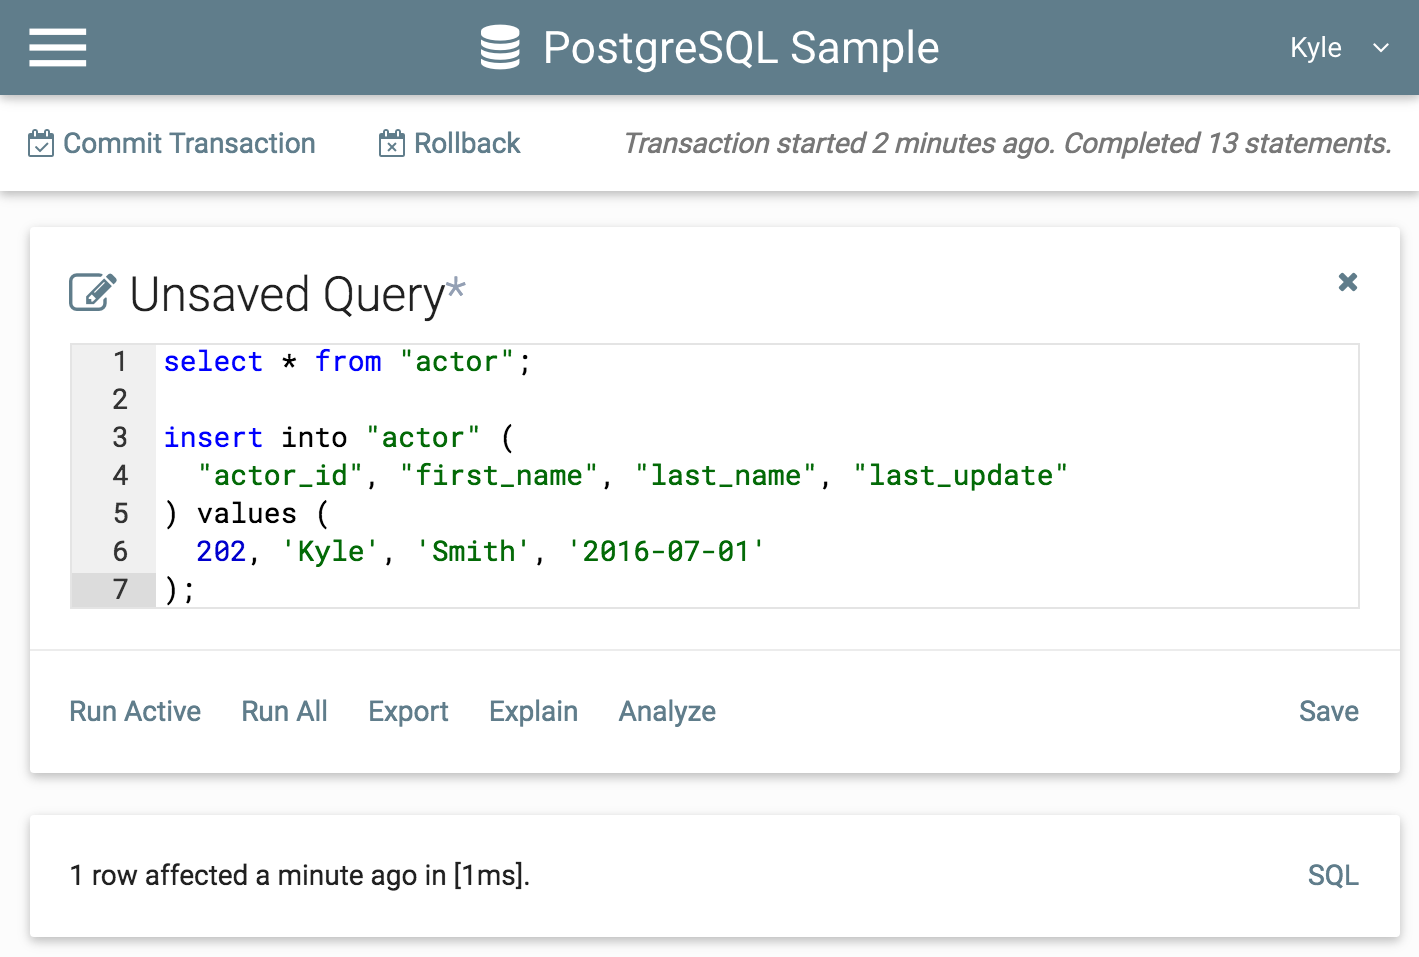 PostgreSQL Sample
Kyle
Commit Transaction
Rollback
Transaction started 2 minutes ago. Completed 13 statements.
Unsaved Query*
1 select * from "actor";
2
3 insert into "actor" (
4   "actor_id", "first_name", "last_name", "last_update"
5 ) values (
6   202, 'Kyle', 'Smith', '2016-07-01'
7 );
Run Active
Run All
Export
Explain
Analyze
Save
1 row affected a minute ago in [1ms].
SQL